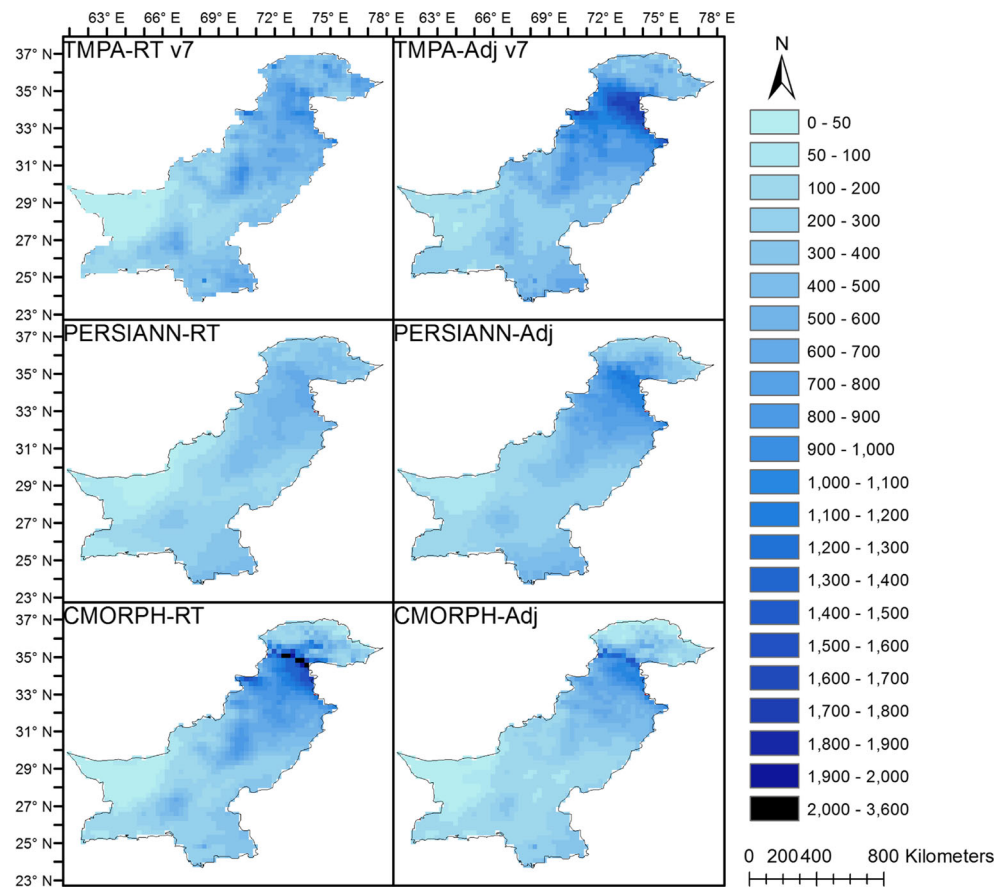 63° E 66° E 69° E 72° E 75° E 78° E 63° E 66° E 69° E 72° E 75° E 78° E
TMPA-RT v7
TMPA-Adj v7
37° N
35° N
33° N
31° N
29° N
27° N
25° N
23° N
PERSIANN-RT
PERSIANN-Adj
37° N
35° N
33° N
31° N
29° N
27° N
25° N
23° N
CMORPH-RT
CMORPH-Adj
37° N
35° N
33° N
31° N
29° N
27° N
25° N
23° N
N
0 - 50
50 - 100
100 - 200
200 - 300
300 - 400
400 - 500
500 - 600
600 - 700
700 - 800
800 - 900
900 - 1,000
1,000 - 1,100
1,100 - 1,200
1,200 - 1,300
1,300 - 1,400
1,400 - 1,500
1,500 - 1,600
1,600 - 1,700
1,700 - 1,800
1,800 - 1,900
1,900 - 2,000
2,000 - 3,600
0 200 400 800 Kilometers